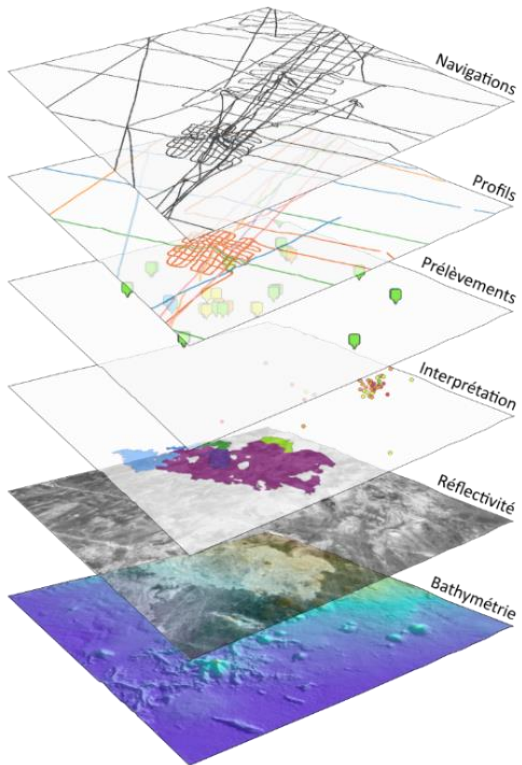 Navigations
Profils
Prélèvements
Interprétation
Réflectivité
Bathymétrie